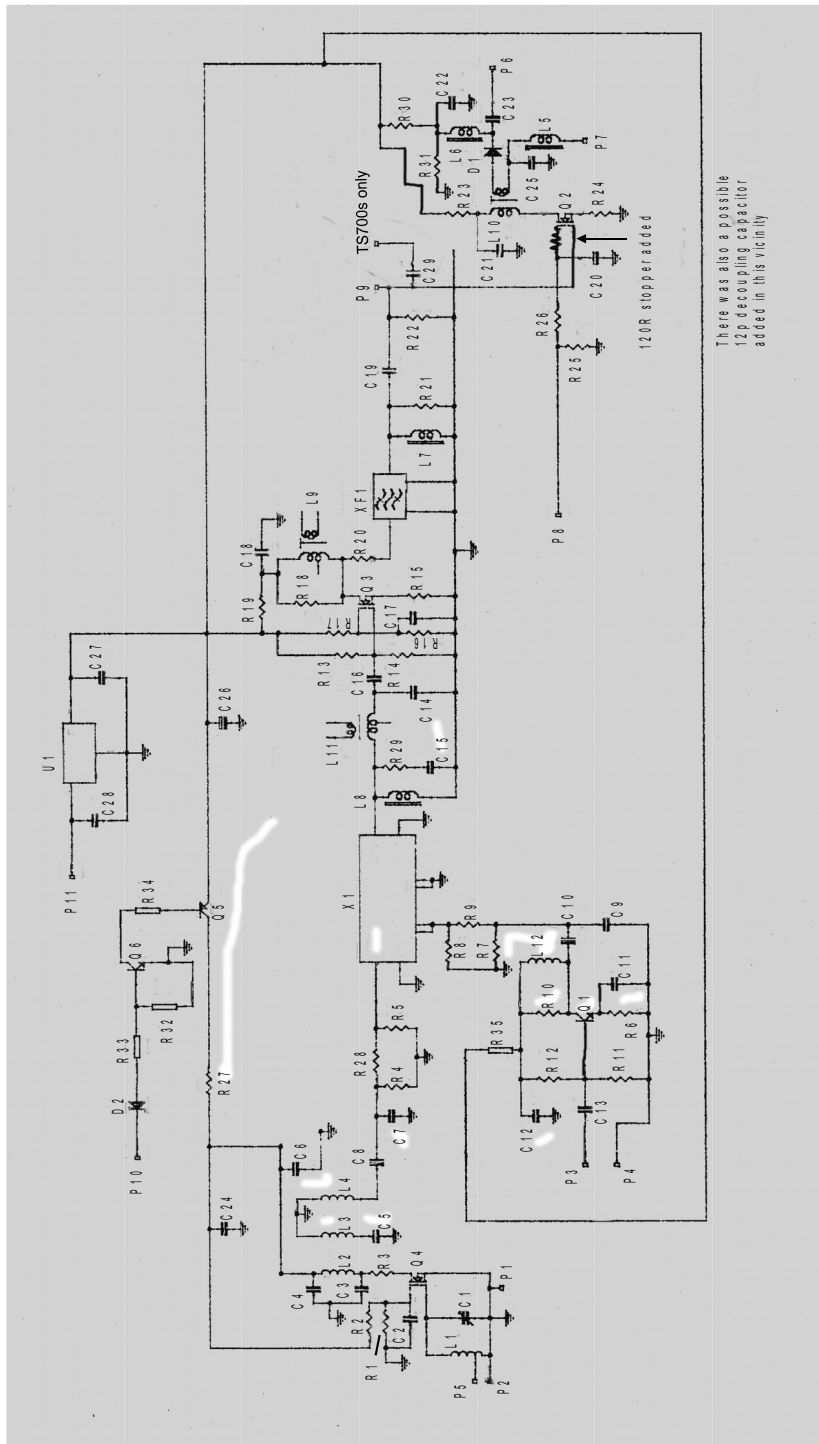 P11
C28
U1
C27
P10
D2
R33
R32
Q6
R34
Q5
C24
R27
C26
C4
L2
C3
R3
Q4
R2
R1
C2
L1
C1
P5
P2
P1
L3
C5
L4
C6
C8
C7
R4
R28
R5
X1
L8
R29
C15
L11
C14
C16
R14
R13
R17
R16
C17
R15
Q3
R19
R18
C18
L9
R20
XF1
L7
R21
C19
R22
P9
C29
TS700s only
R30
C22
R31
L6
D1
C23
P6
R23
C21
L10
C25
L5
P7
Q2
R24
C20
R26
R25
P8
120R stopper added
There was also a possible
12p decoupling capacitor
added in this vicinity
R8
R7
R9
L12
C10
C9
R10
Q1
C11
R6
R35
R12
R11
C12
C13
P3
P4